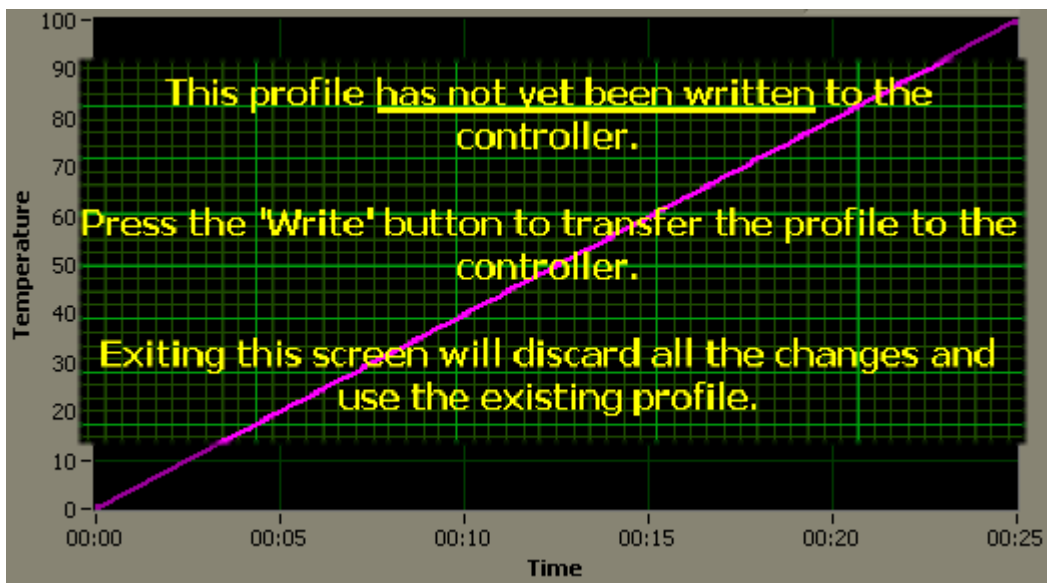 100
90
This profile has not yet been written to the
80
controller.
70
60
Press the 'Write' button to transfer the profile to the
50
controller.
40
30
Exiting this screen will discard all the changes and
use the existing profile.
20
10
0
Temperature
00:00 00:05 00:10 00:15 00:20 00:25
Time